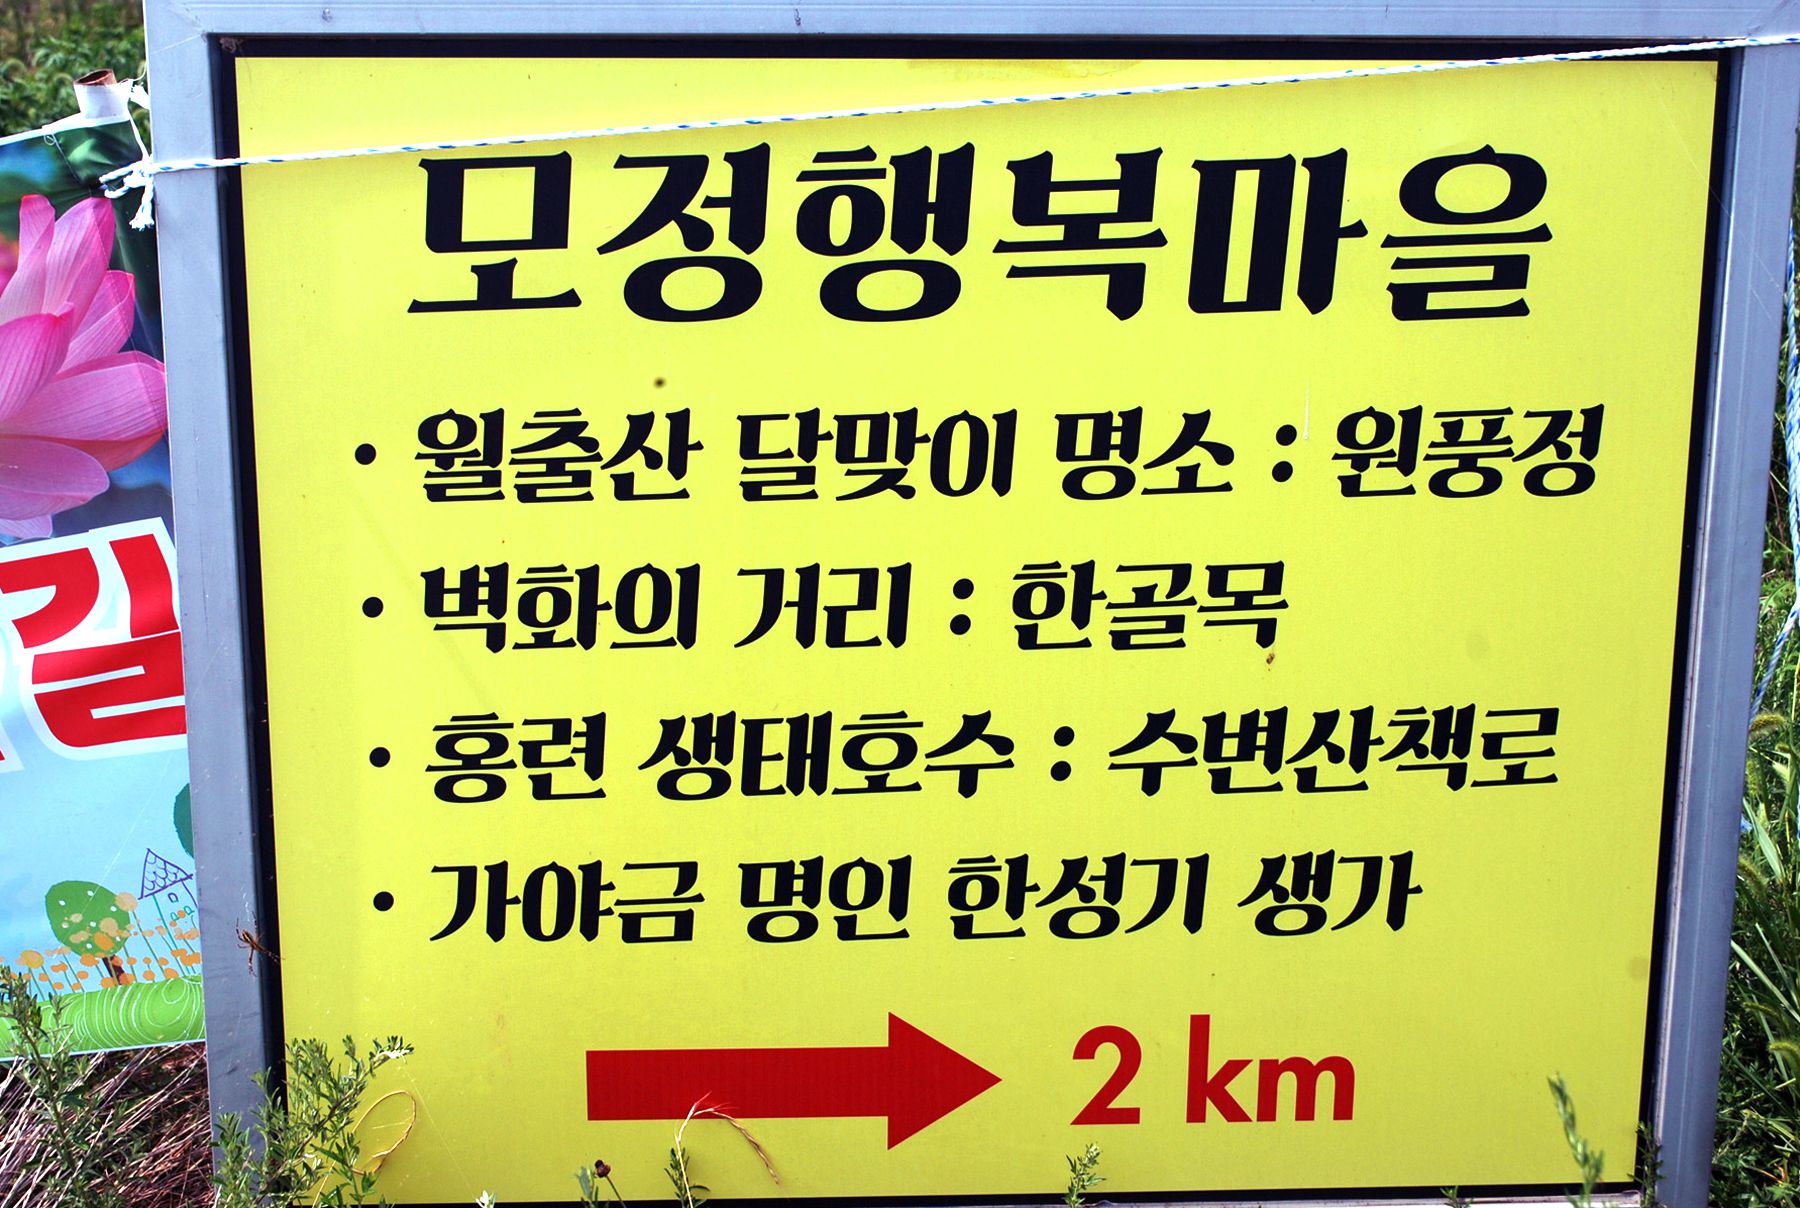 모정행복마을
• 월출산 달맞이 명소 : 원풍정
• 벽화의 거리 : 한골목
• 홍련 생태호수 : 수변산책로
• 가야금 명인 한성기 생가
2 km
길